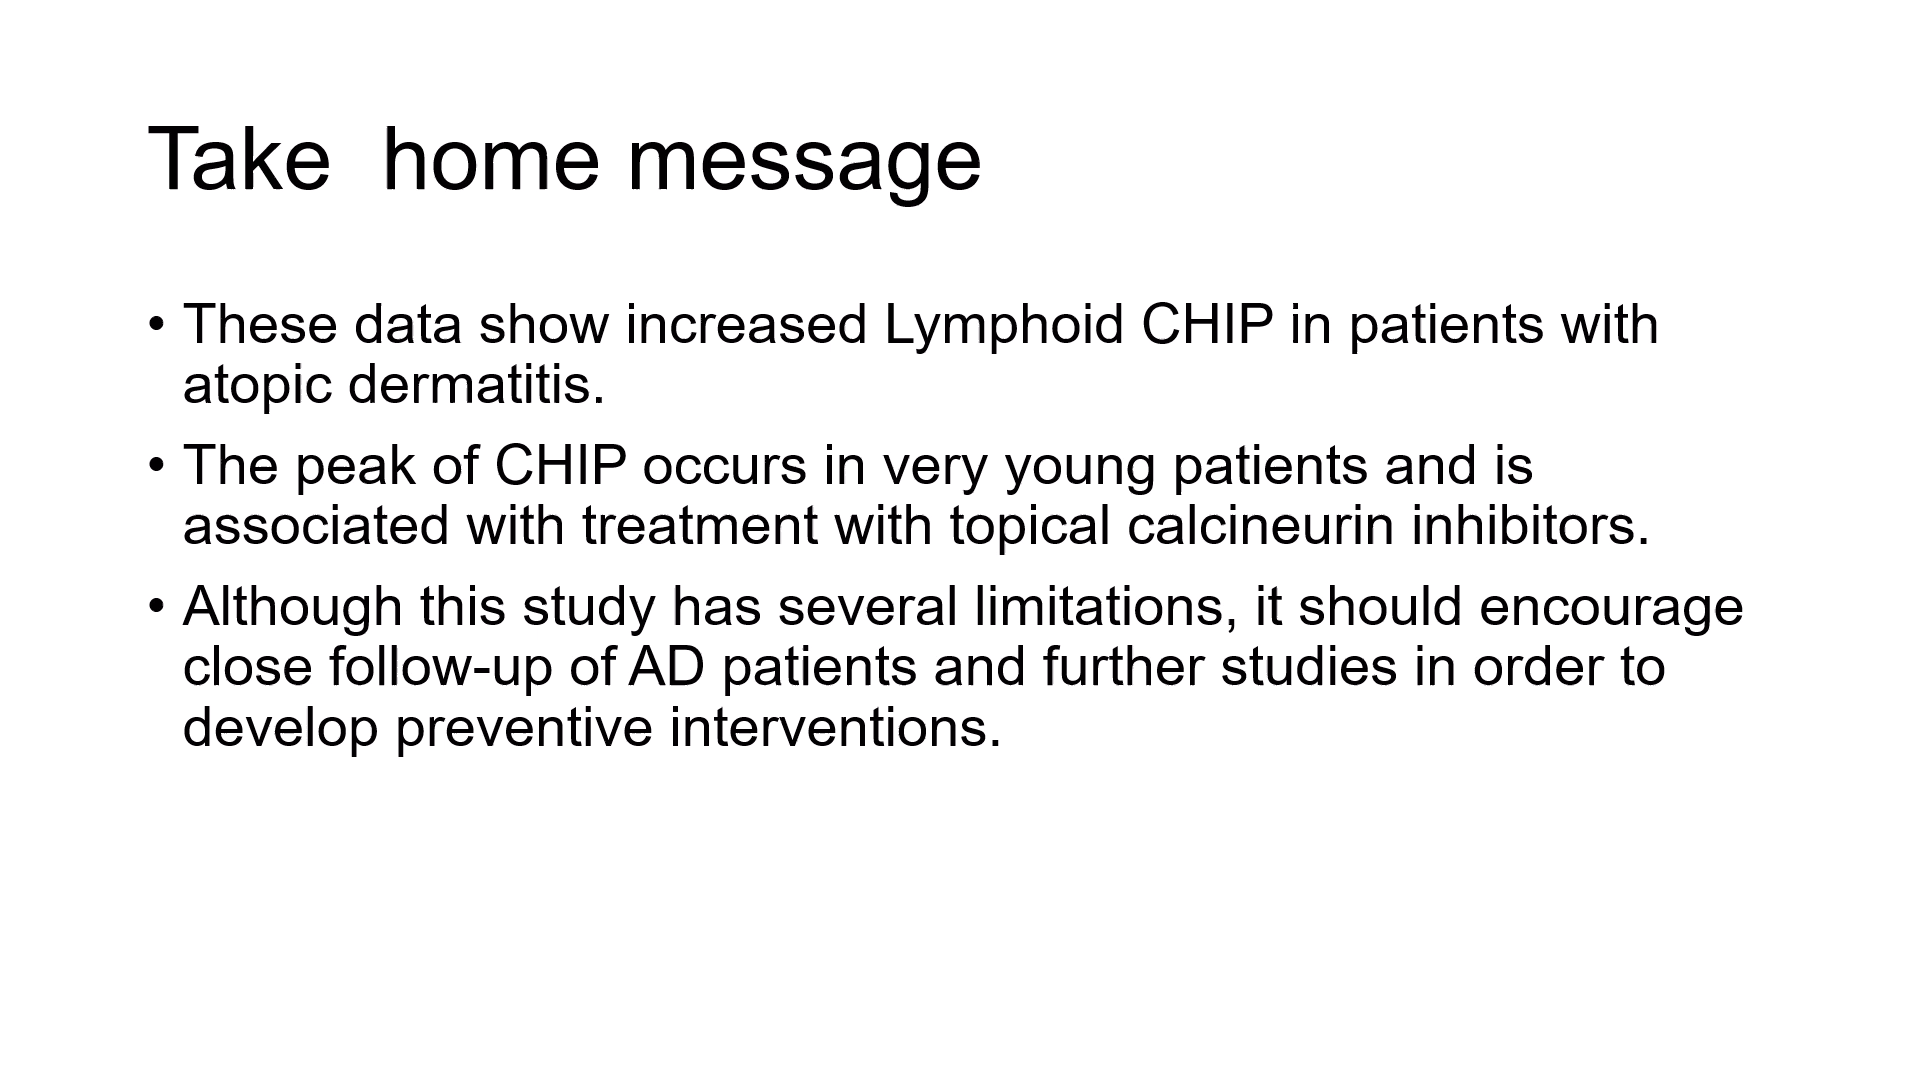 Take  home message
• These data show increased Lymphoid CHIP in patients with
atopic dermatitis.
• The peak of CHIP occurs in very young patients and is
associated with treatment with topical calcineurin inhibitors.
• Although this study has several limitations, it should encourage
close follow-up of AD patients and further studies in order to
develop preventive interventions.